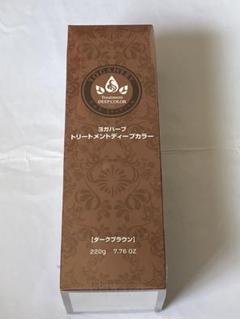 YOGAHERB
Treatment
DEEP COLOR
ヨガハーブ
トリートメントディープカラー
[ダークブラウン]
220g 7.76 OZ